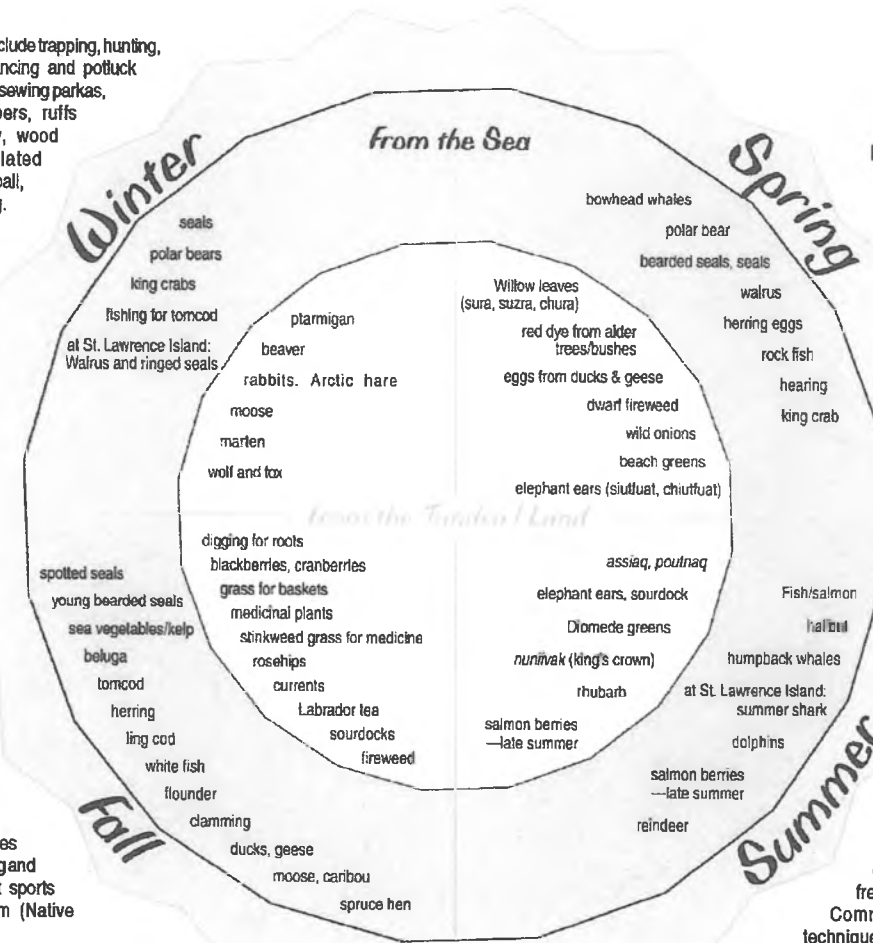 clude trapping, hunting,
ncing and potluck
sewing parkas,
pers, ruffs
, wood
lated
ball,
g.
Winter
From the Sea
Spring
seals
polar bears
king crabs
fishing for tomcod
at St. Lawrence Island:
Walrus and ringed seals
ptarmigan
beaver
rabbits. Arctic hare
moose
marten
wolf and fox
bowhead whales
polar bear
bearded seals, seals
walrus
herring eggs
rock fish
hearing
king crab
Willow leaves
(sura, suzra, chura)
red dye from alder
trees/bushes
eggs from ducks & geese
dwarf fireweed
wild onions
beach greens
elephant ears (siutfuat, chiutfuat)
From the Tundra/Land
digging for roots
blackberries, cranberries
grass for baskets
medicinal plants
stinkweed grass for medicine
rosehips
currents
Labrador tea
sourdocks
fireweed
spotted seals
young bearded seals
sea vegetables/kelp
beluga
tomcod
herring
ling cod
white fish
flounder
clamming
ducks, geese
moose, caribou
spruce hen
Fall
assiaq, poutnaq
elephant ears, sourdock
Diomede greens
nuniivak (king's crown)
rhubarb
salmon berries
—late summer
Fish/salmon
halibut
humpback whales
at St. Lawrence Island:
summer shark
dolphins
salmon berries
—late summer
reindeer
Summer
es
g and
t sports
m (Native
fre
Comm
technique